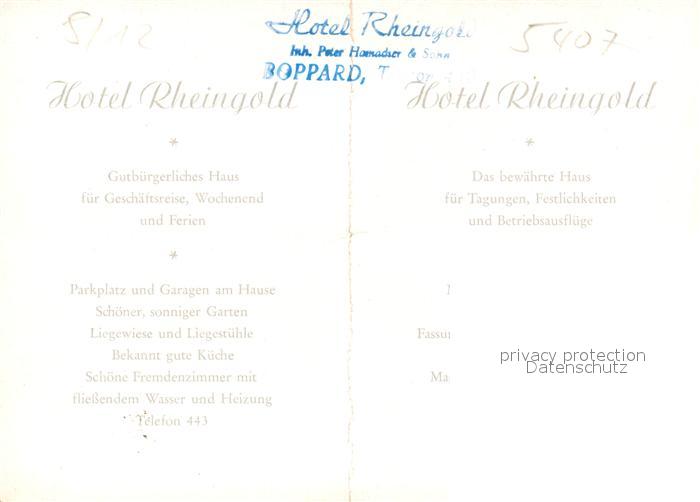 5/12
Hotel Rheingold
Inh. Peter & Sohn
BOPPARD,
5407
Hotel Rheingold
*
Gutbürgerliches Haus
für Geschäftsreise, Wochenend
und Ferien
*
Parkplatz und Garagen am Hause
Schöner, sonniger Garten
Liegewiese und Liegestühle
Bekannt gute Küche
Schöne Fremdenzimmer mit
fließendem Wasser und Heizung
Telefon 443
Hotel Rheingold
*
Das bewährte Haus
für Tagungen, Festlichkeiten
und Betriebsausflüge
privacy protection
Datenschutz